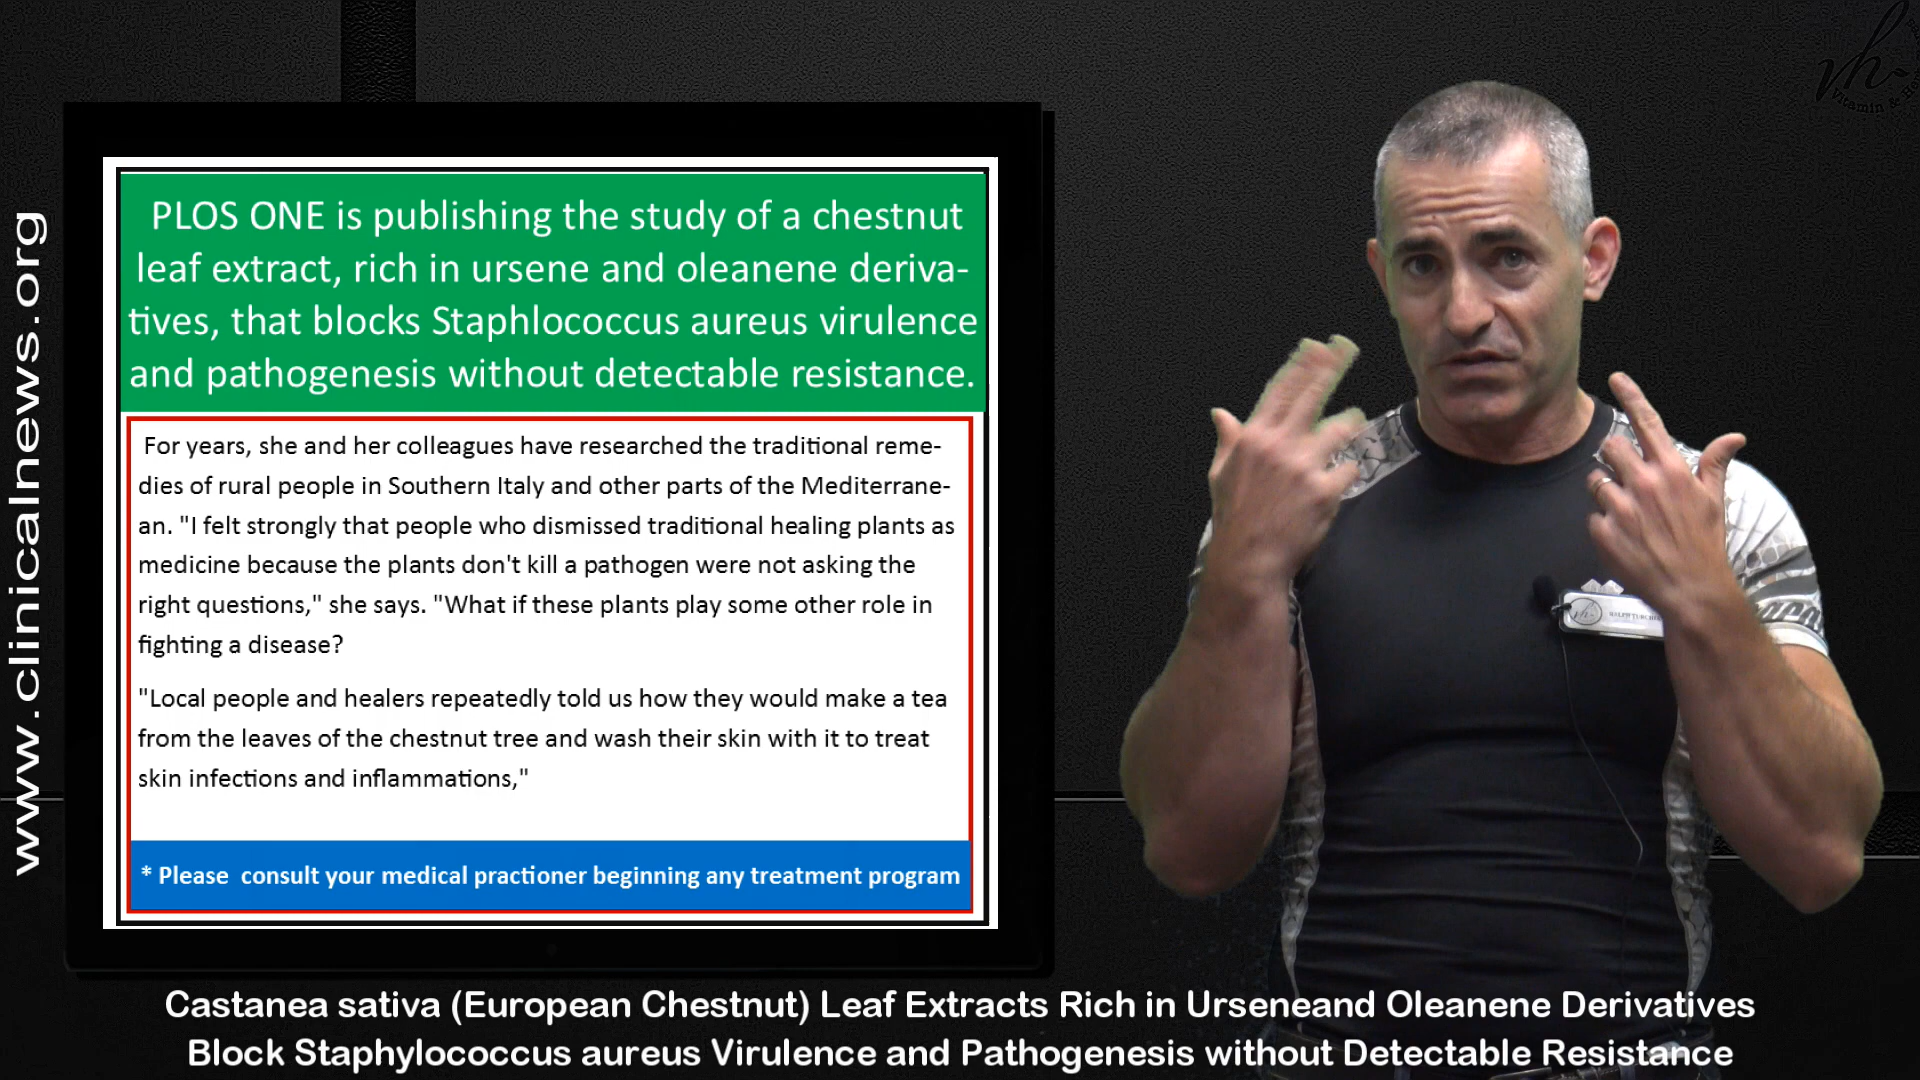 www.clinicalnews.org
PLOS ONE is publishing the study of a chestnut
leaf extract, rich in ursene and oleanene deriva-
tives, that blocks Staphlococcus aureus virulence
and pathogenesis without detectable resistance.
For years, she and her colleagues have researched the traditional reme-
dies of rural people in Southern Italy and other parts of the Mediterrane-
an. "I felt strongly that people who dismissed traditional healing plants as
medicine because the plants don't kill a pathogen were not asking the
right questions," she says. "What if these plants play some other role in
fighting a disease?
"Local people and healers repeatedly told us how they would make a tea
from the leaves of the chestnut tree and wash their skin with it to treat
skin infections and inflammations,"
* Please consult your medical practioner beginning any treatment program
vh
Vitamin &
Castanea sativa (European Chestnut) Leaf Extracts Rich in Urseneand Oleanene Derivatives
Block Staphylococcus aureus Virulence and Pathogenesis without Detectable Resistance